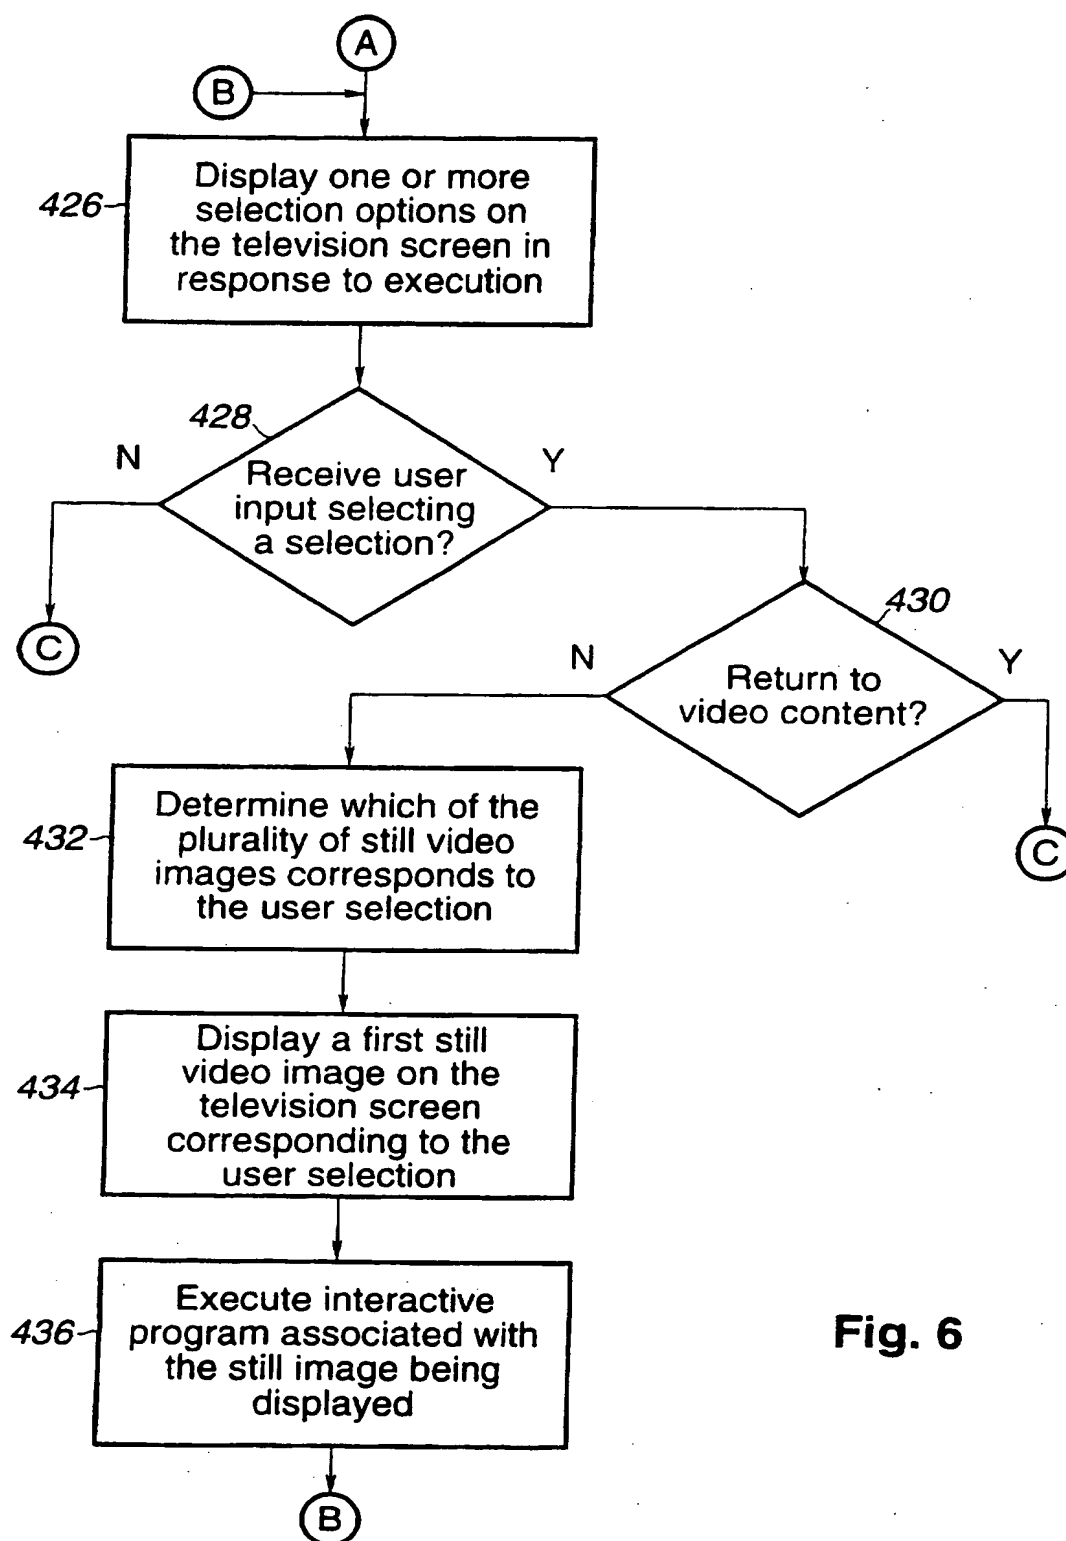 A
B
426
Display one or more
selection options on
the television screen in
response to execution
428
N
Y
Receive user
input selecting
a selection?
C
430
N
Y
Return to
video content?
C
432
Determine which of the
plurality of still video
images corresponds to
the user selection
434
Display a first still
video image on the
television screen
corresponding to the
user selection
436
Execute interactive
program associated with
the still image being
displayed
Fig. 6
B